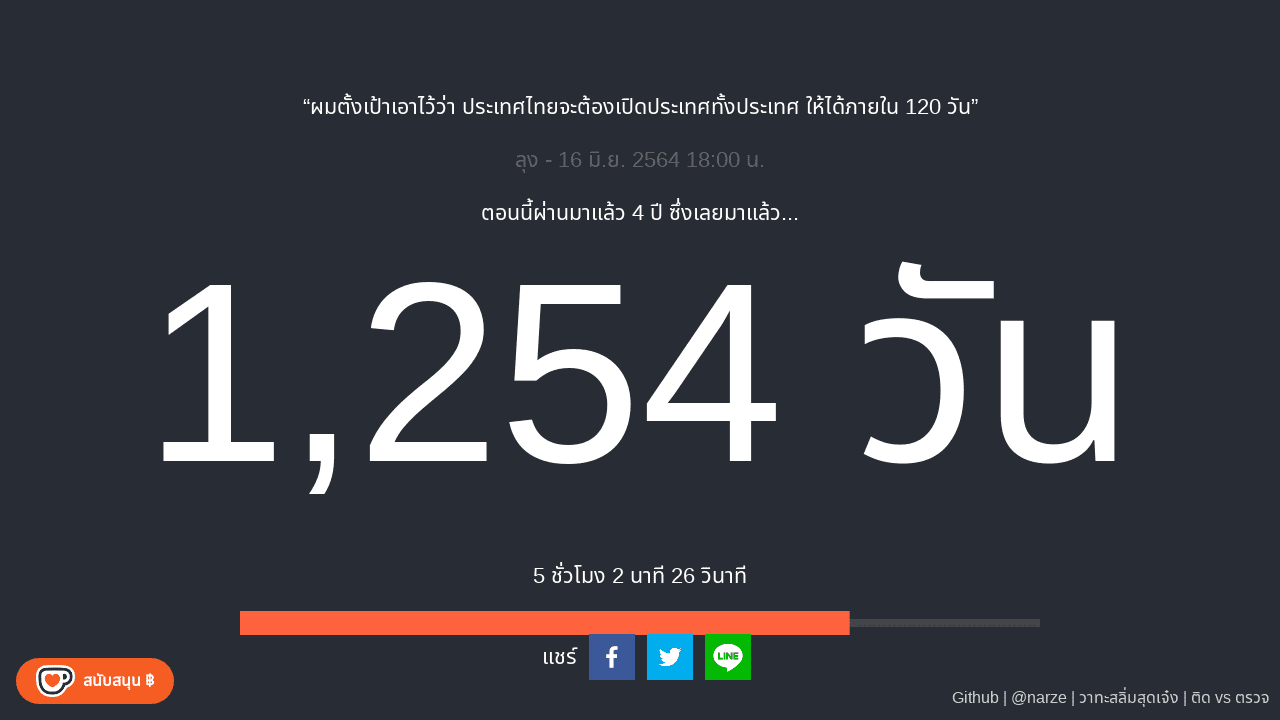 “ผมตั้งเป้าเอาไว้ว่า ประเทศไทยจะต้องเปิดประเทศทั้งประเทศ ให้ได้ภายใน 120 วัน”
ลุง - 16 มิ.ย. 2564 18:00 น.
ตอนนี้ผ่านมาแล้ว 4 ปี ซึ่งเลยมาแล้ว...
1,254 วัน
5 ชั่วโมง 2 นาที 26 วินาที
แชร์
LINE
สนับสนุน ฿
Github | @narze | วาทะสลิ่มสุดเจ๋ง | ติด vs ตรวจ